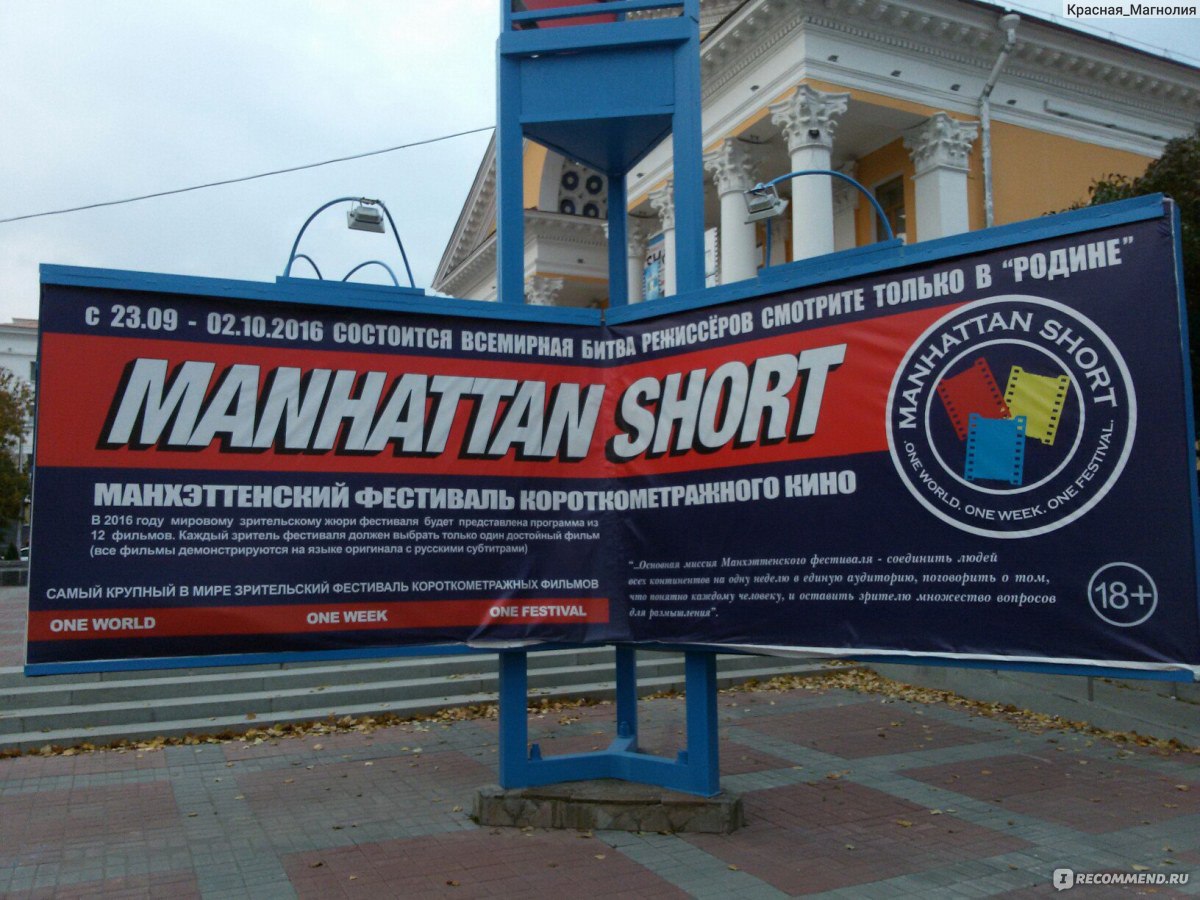 Красная_Магнолия
с 23.09 - 02.10.2016 СОСТОИТСЯ ВСЕМИРНАЯ БИТВА РЕЖИССЁРОВ СМОТРИТЕ ТОЛЬКО В "РОДИНЕ"
MANHATTAN SHORT
MANHATTAN SHORT
.ONE WORLD. ONE WEEK. ONE FESTIVAL.
МАНХЭТТЕНСКИЙ ФЕСТИВАЛЬ КОРОТКОМЕТРАЖНОГО КИНО
В 2016 году мировому зрительскому жюри фестиваля будет представлена программа из
12 фильмов. Каждый зритель фестиваля должен выбрать только один достойный фильм
(все фильмы демонстрируются на языке оригинала с русскими субтитрами)
САМЫЙ КРУПНЫЙ В МИРЕ ЗРИТЕЛЬСКИЙ ФЕСТИВАЛЬ КОРОТКОМЕТРАЖНЫХ ФИЛЬМОВ
ONE WORLD ONE WEEK ONE FESTIVAL
"..Основная миссия Манхэттенского фестиваля - соединить людей
всех континентов на одну неделю в единую аудиторию, поговорить о том,
что понятно каждому человеку, и оставить зрителю множество вопросов
для размышления".
18+
IRECOMMEND.RU